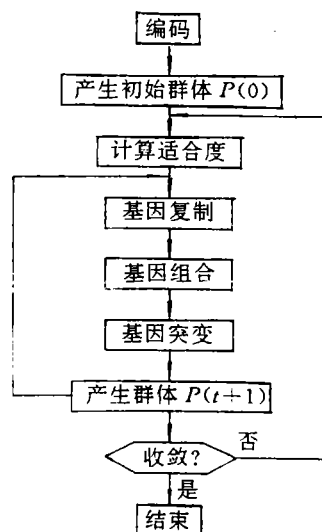 编码
产生初始群体 P(0)
计算适合度
基因复制
基因组合
基因突变
产生群体 P(t+1)
收敛?
否
是
结束